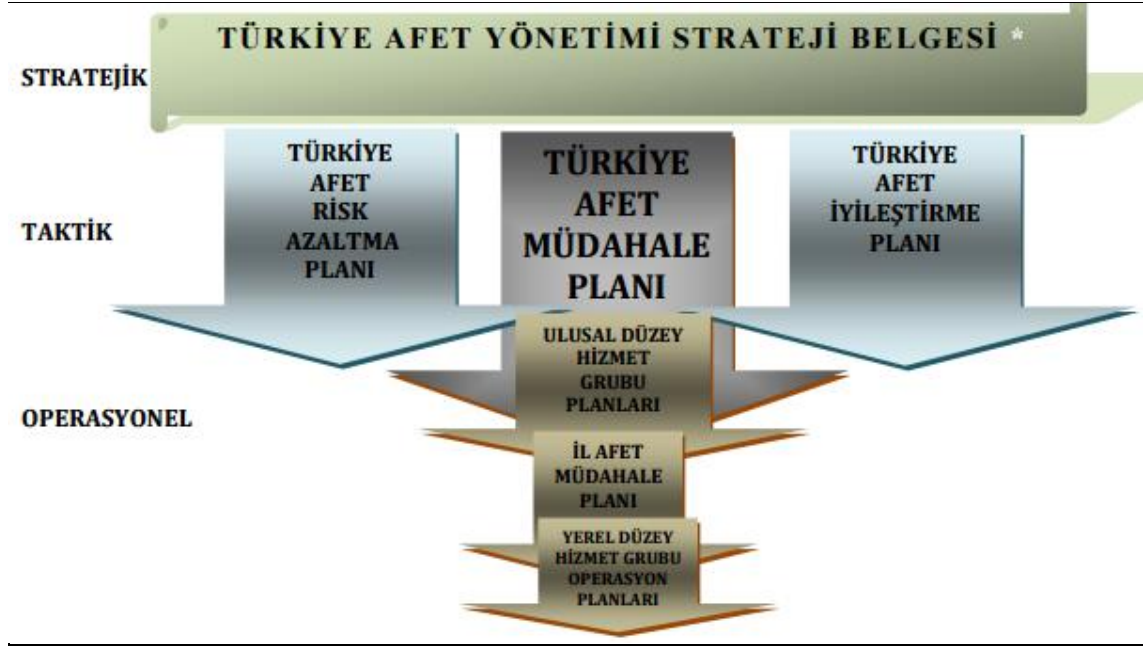 TÜRKİYE AFET YÖNETİMİ STRATEJİ BELGESİ *
STRATEJİK
TÜRKİYE
AFET
RİSK
AZALTMA
PLANI
TÜRKİYE
AFET
MÜDAHALE
PLANI
TÜRKİYE
AFET
İYİLEŞTİRME
PLANI
TAKTİK
ULUSAL DÜZEY
HİZMET
GRUBU
PLANLARI
OPERASYONEL
İL AFET
MÜDAHALE
PLANI
YEREL DÜZEY
HİZMET GRUBU
OPERASYON
PLANLARI